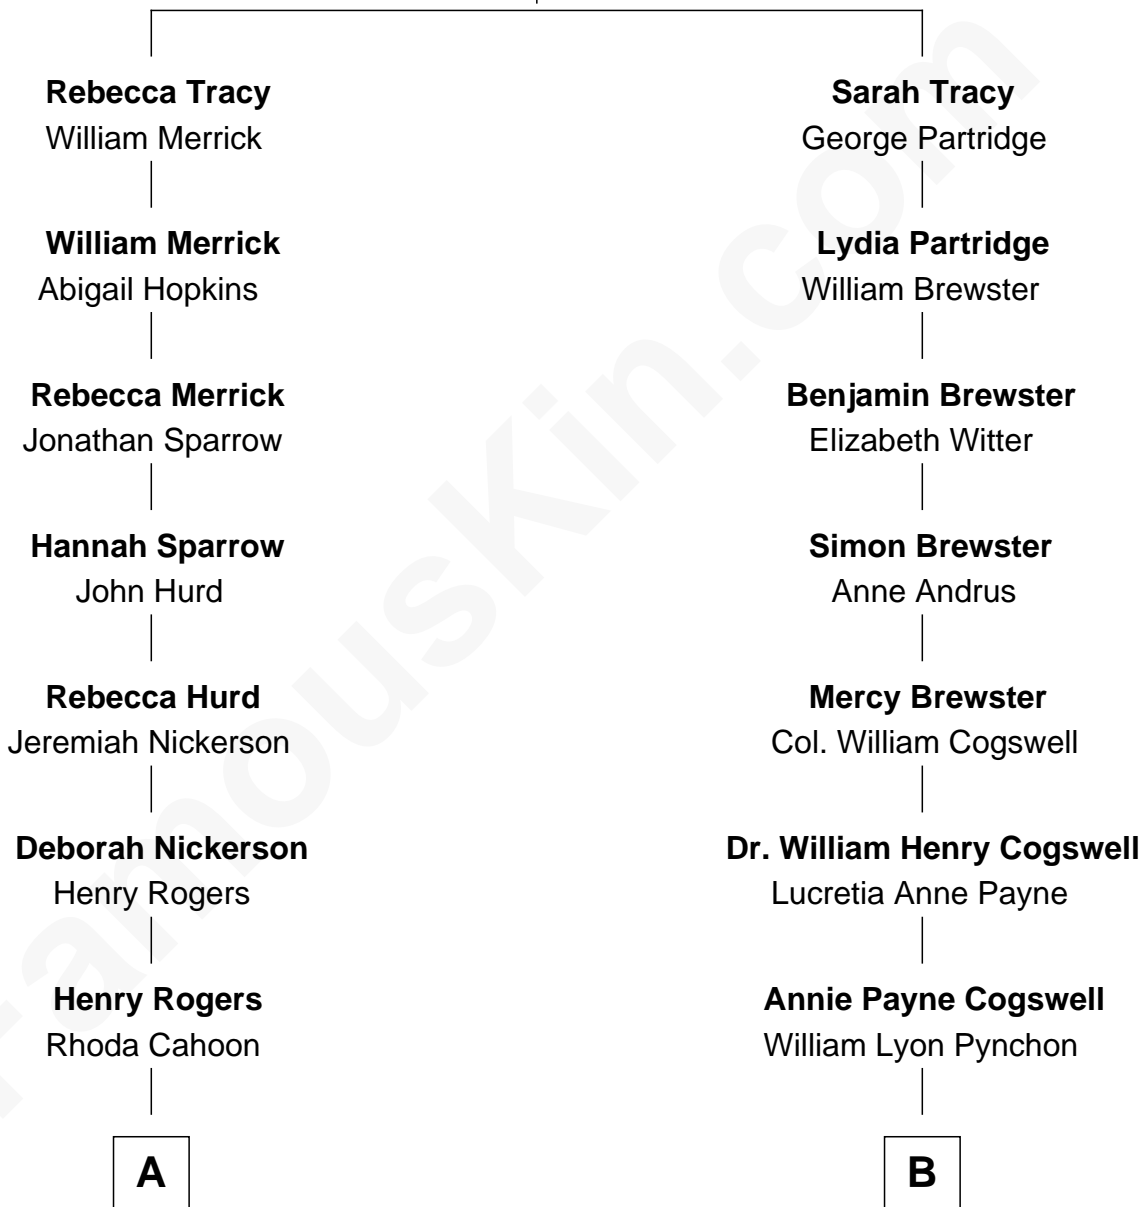 Rebecca Tracy
William Merrick
William Merrick
Abigail Hopkins
Rebecca Merrick
Jonathan Sparrow
Hannah Sparrow
John Hurd
Rebecca Hurd
Jeremiah Nickerson
Deborah Nickerson
Henry Rogers
Henry Rogers
Rhoda Cahoon
A
Sarah Tracy
George Partridge
Lydia Partridge
William Brewster
Benjamin Brewster
Elizabeth Witter
Simon Brewster
Anne Andrus
Mercy Brewster
Col. William Cogswell
Dr. William Henry Cogswell
Lucretia Anne Payne
Annie Payne Cogswell
William Lyon Pynchon
B
FamousKin.com